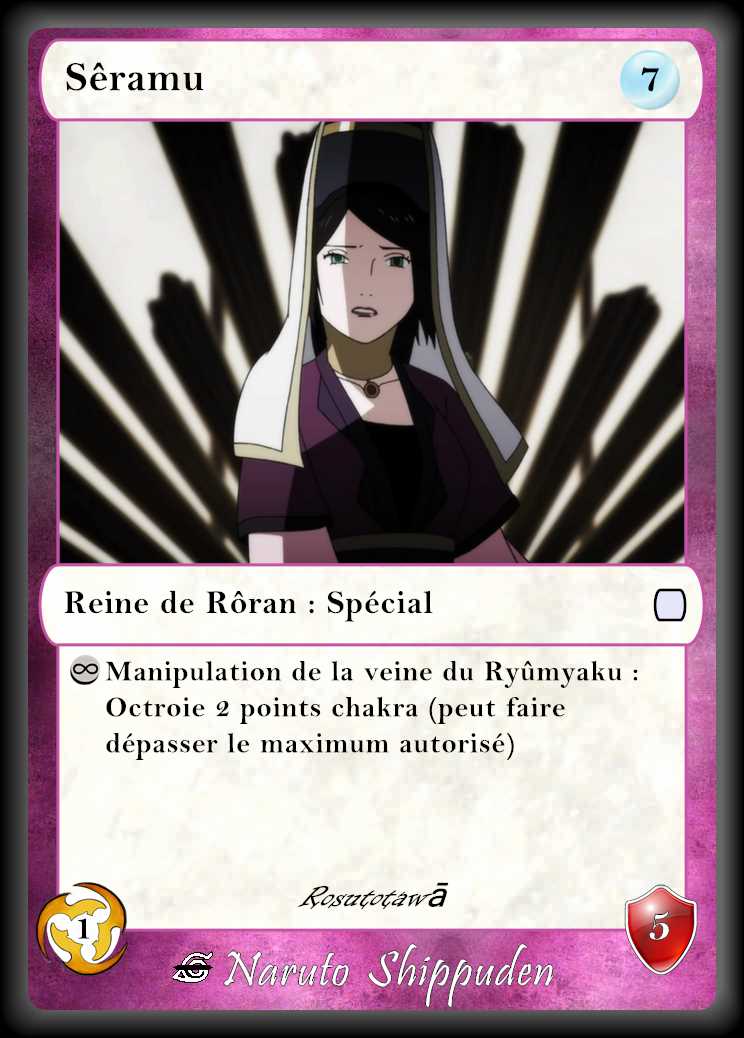 Sêramu
7
Reine de Rôran : Spécial
∞ Manipulation de la veine du Ryûmyaku :
Octroie 2 points chakra (peut faire
dépasser le maximum autorisé)
Rosutotawā
1
5
Naruto Shippuden